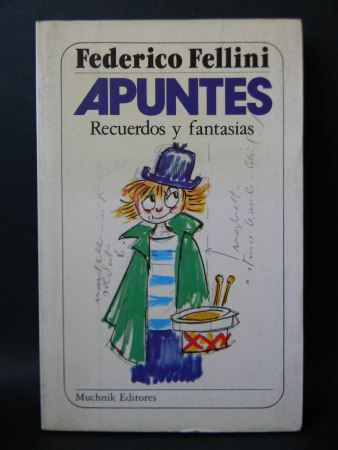 Federico Fellini
APUNTES
Recuerdos y fantasías
Muchnik Editores